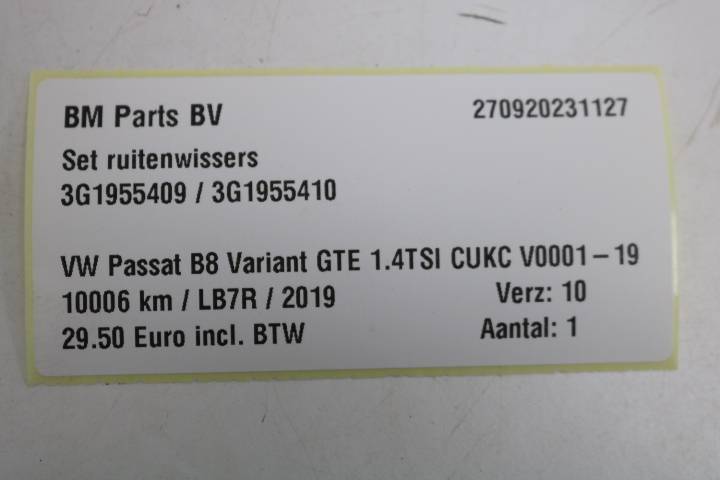 BM Parts BV 270920231127
Set ruitenwissers
3G1955409 / 3G1955410
VW Passat B8 Variant GTE 1.4TSI CUKC V0001-19
10006 km / LB7R / 2019 Verz: 10
29.50 Euro incl. BTW Aantal: 1